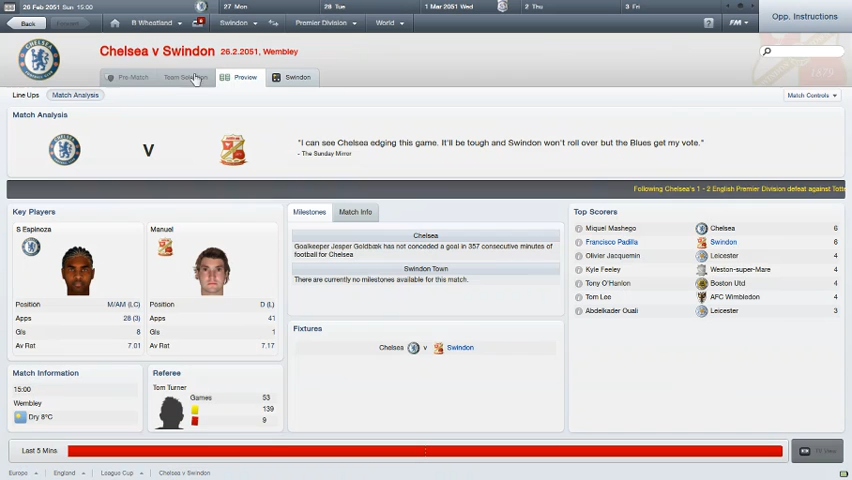 26 Feb 2051 Sun 15:00 27 Mon 28 Tue 1 Mar 2051 Wed 2 Thu 3 Fri
Back B Wheatland Swindon Premier Division World ? FM Opp. Instructions
Chelsea v Swindon 26.2.2051, Wembley
1879
Pre-Match Team Selection Preview Swindon
Line Ups Match Analysis Match Controls
Match Analysis
V
"I can see Chelsea edging this game. It'll be tough and Swindon won't roll over but the Blues get my vote."
- The Sunday Mirror
Following Chelsea's 1 - 2 English Premier Division defeat against Totte
Key Players
S Espinoza
Position M/AM (LC)
Apps 28 (3)
Gls 8
Av Rat 7.01
Manuel
Position D (L)
Apps 41
Gls 1
Av Rat 7.17
Match Information
15:00
Wembley
Dry 8°C
Referee
Tom Turner
Games 53
139
9
Milestones Match Info
Chelsea
Goalkeeper Jesper Goldbæk has not conceded a goal in 357 consecutive minutes of
football for Chelsea
Swindon Town
There are currently no milestones available for this match.
Fixtures
Chelsea v Swindon
Top Scorers
Miquel Mashego Chelsea 6
Francisco Padilla Swindon 6
Olivier Jacquemin Leicester 4
Kyle Feeley Weston-super-Mare 4
Tony O'Hanlon Boston Utd 4
Tom Lee AFC Wimbledon 4
Abdelkader Ouali Leicester 3
Last 5 Mins TV View
Europe England League Cup Chelsea v Swindon